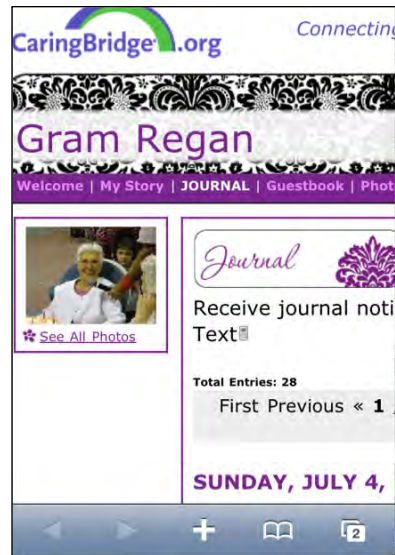 CaringBridge.org
Connecting
Gram Regan
Welcome | My Story | JOURNAL | Guestbook | Phot
Journal
Receive journal noti
Text
See All Photos
Total Entries: 28
First Previous « 1
SUNDAY, JULY 4,
2